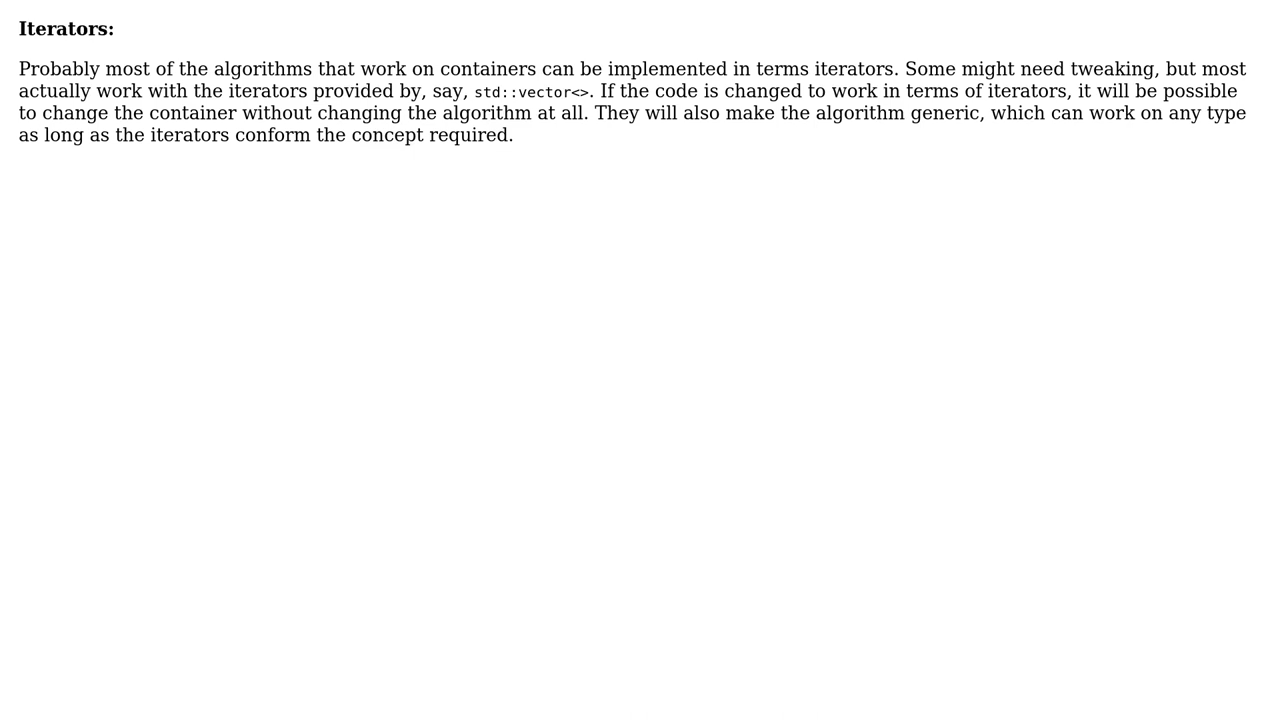 Iterators:
Probably most of the algorithms that work on containers can be implemented in terms iterators. Some might need tweaking, but most
actually work with the iterators provided by, say, std::vector<>. If the code is changed to work in terms of iterators, it will be possible
to change the container without changing the algorithm at all. They will also make the algorithm generic, which can work on any type
as long as the iterators conform the concept required.